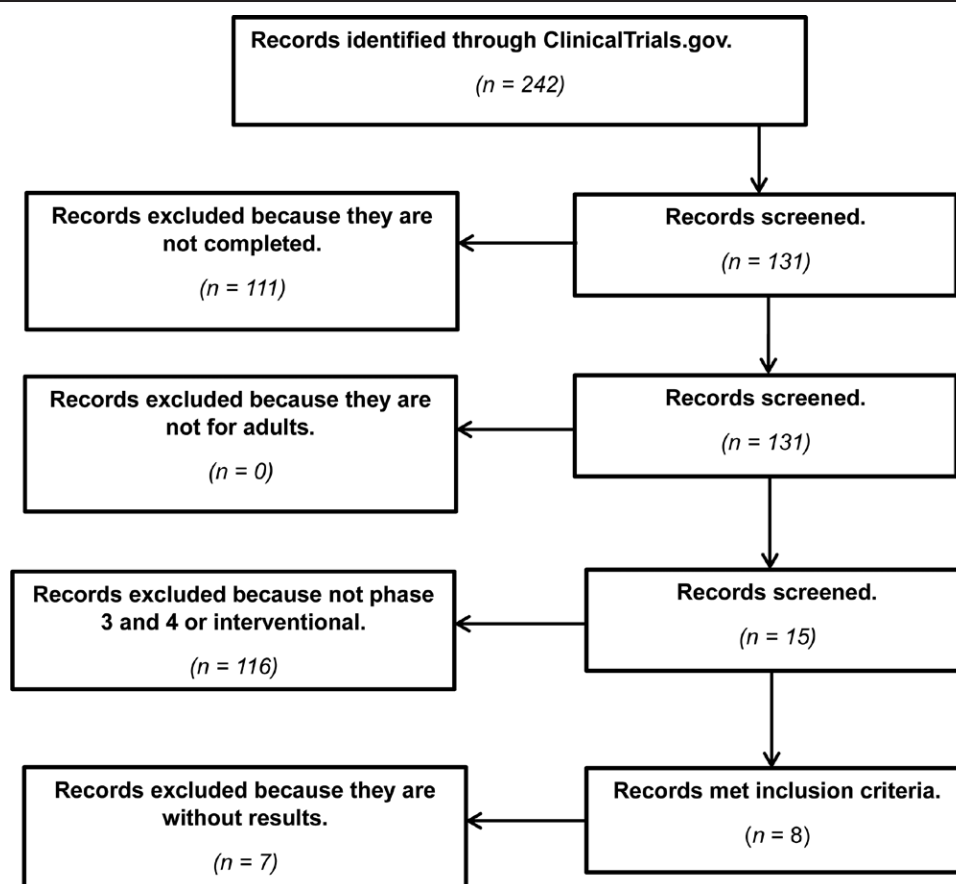 Records identified through ClinicalTrials.gov.
(n = 242)
Records excluded because they are
not completed.
(n = 111)
Records screened.
(n = 131)
Records excluded because they are
not for adults.
(n = 0)
Records screened.
(n = 131)
Records excluded because not phase
3 and 4 or interventional.
(n = 116)
Records screened.
(n = 15)
Records excluded because they are
without results.
(n = 7)
Records met inclusion criteria.
(n = 8)